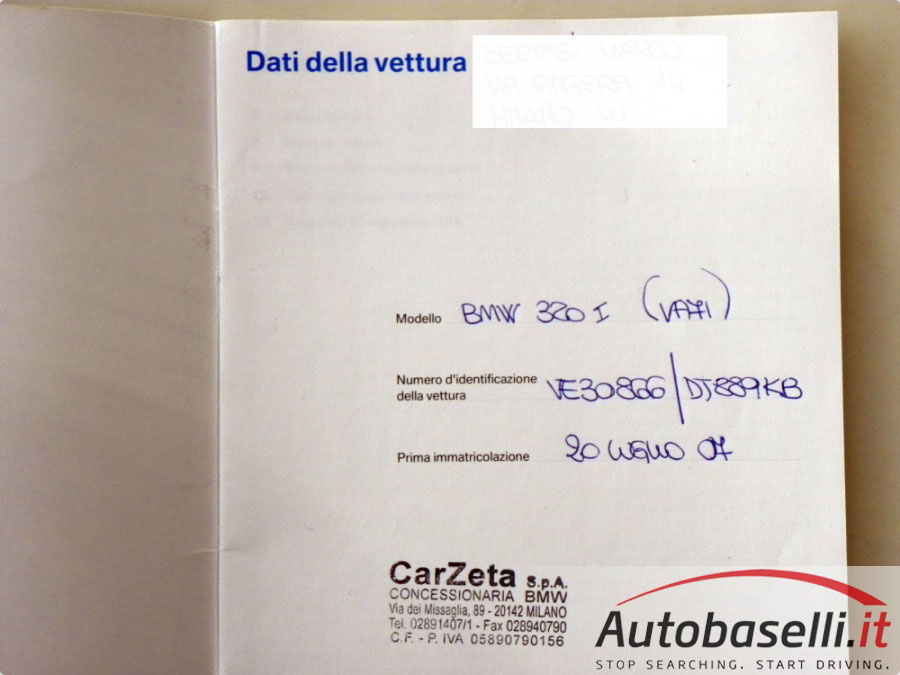 Dati della vettura
Modello BMW 320 I (VA71)
Numero d'identificazione
della vettura VE30866/DJ889KB
Prima immatricolazione 20 LUGLIO 07
CarZeta S.p.A.
CONCESSIONARIA BMW
Via dei Missaglia, 89 - 20142 MILANO
Tel. 02891407/1 - Fax 028940790
C.F. - P. IVA 05890790156
Autobaselli.it
STOP SEARCHING. START DRIVING.